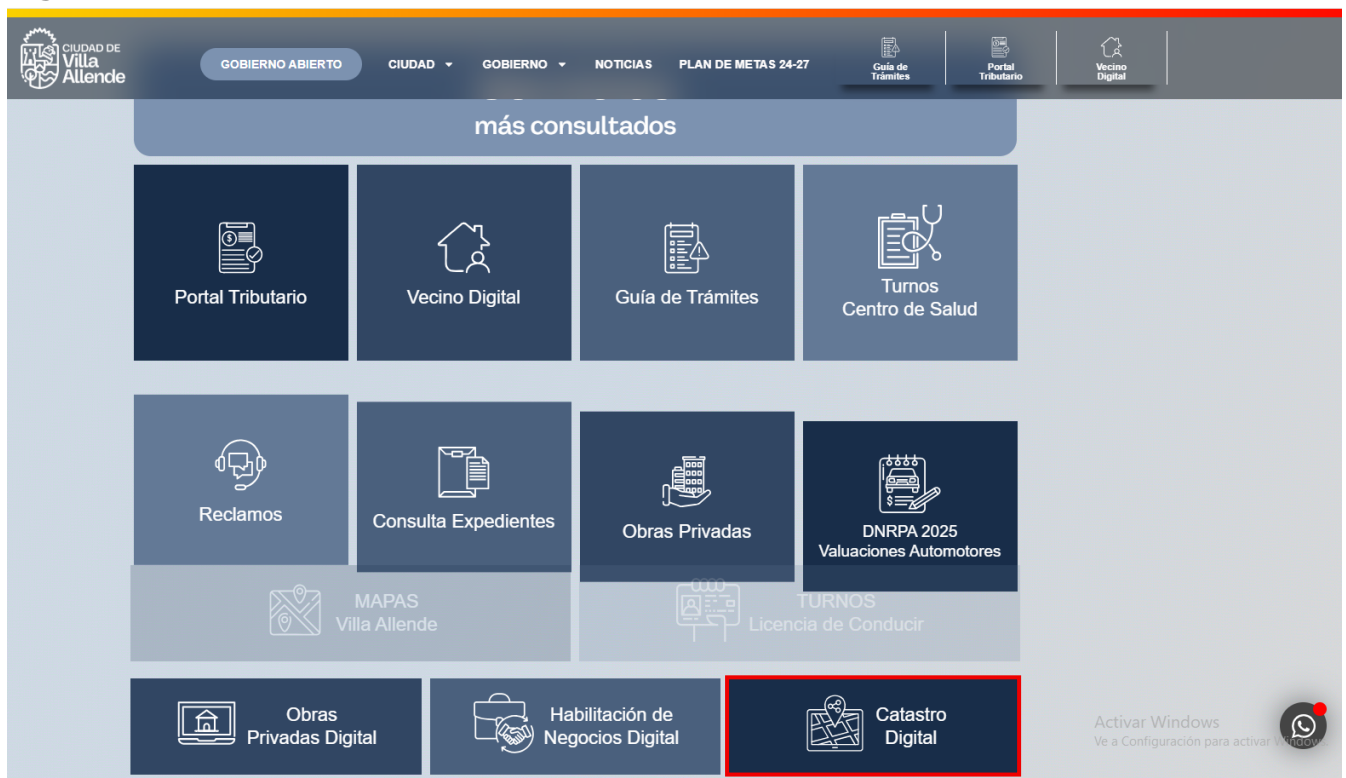 CIUDAD DE
Villa
Allende
GOBIERNO ABIERTO
CIUDAD
GOBIERNO
NOTICIAS
PLAN DE METAS 24-27
Guía de
Trámites
Portal
Tributario
Vecino
Digital
más consultados
Portal Tributario
Vecino Digital
Guía de Trámites
Turnos
Centro de Salud
Reclamos
Consulta Expedientes
Obras Privadas
DNRPA 2025
Valuaciones Automotores
MAPAS
Villa Allende
TURNOS
Licencia de Conducir
Obras
Privadas Digital
Habilitación de
Negocios Digital
Catastro
Digital
Activar Windows
Ve a Configuración para activar Windows.